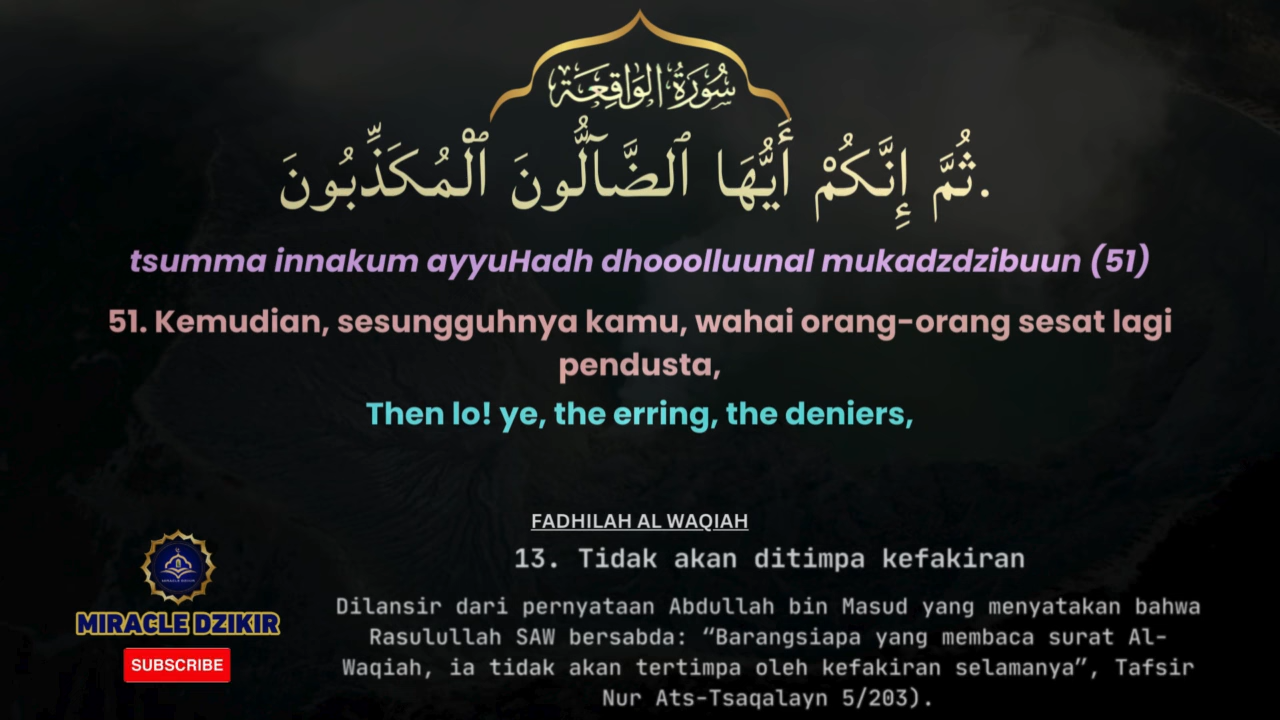 سُورَةُ الوَاقِعَة
ثُمَّ إِنَّكُمْ أَيُّهَا ٱلضَّآلُّونَ ٱلْمُكَذِّبُونَ.
tsumma innakum ayyuHadh dhooolluunal mukadzdzibuun (51)
51. Kemudian, sesungguhnya kamu, wahai orang-orang sesat lagi
pendusta,
Then lo! ye, the erring, the deniers,
FADHILAH AL WAQIAH
13. Tidak akan ditimpa kefakiran
Dilansir dari pernyataan Abdullah bin Masud yang menyatakan bahwa
Rasulullah SAW bersabda: “Barangsiapa yang membaca surat Al-
Waqiah, ia tidak akan tertimpa oleh kefakiran selamanya”, Tafsir
Nur Ats-Tsaqalayn 5/203).
MIRACLE DZIKIR
MIRACLE DZIKIR
SUBSCRIBE